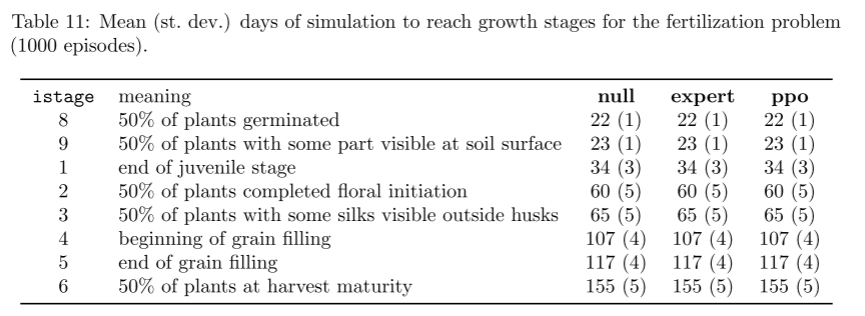 Table 11: Mean (st. dev.) days of simulation to reach growth stages for the fertilization problem
(1000 episodes).
istage meaning null expert ppo
8 50% of plants germinated 22 (1) 22 (1) 22 (1)
9 50% of plants with some part visible at soil surface 23 (1) 23 (1) 23 (1)
1 end of juvenile stage 34 (3) 34 (3) 34 (3)
2 50% of plants completed floral initiation 60 (5) 60 (5) 60 (5)
3 50% of plants with some silks visible outside husks 65 (5) 65 (5) 65 (5)
4 beginning of grain filling 107 (4) 107 (4) 107 (4)
5 end of grain filling 117 (4) 117 (4) 117 (4)
6 50% of plants at harvest maturity 155 (5) 155 (5) 155 (5)